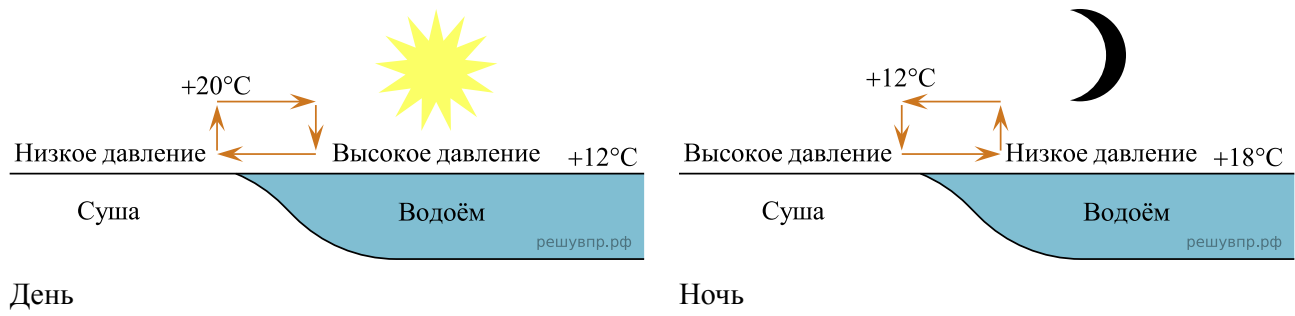 +20°C
Низкое давление
Высокое давление
+12°C
Суша
Водоём
решувпр.рф
День
+12°C
Высокое давление
Низкое давление
+18°C
Суша
Водоём
решувпр.рф
Ночь